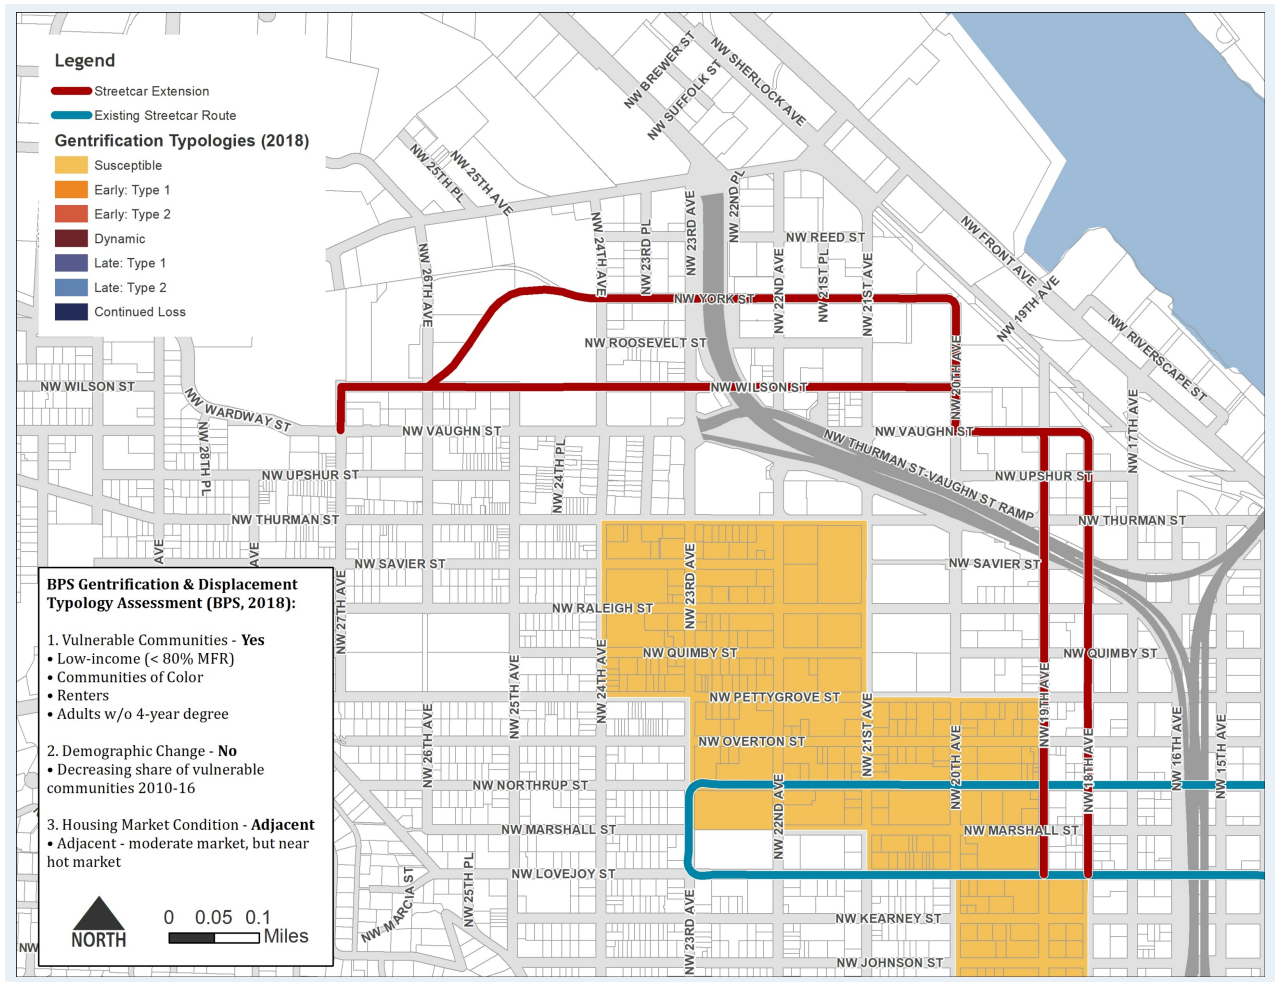 Legend
Streetcar Extension
Existing Streetcar Route
Gentrification Typologies (2018)
Susceptible
Early: Type 1
Early: Type 2
Dynamic
Late: Type 1
Late: Type 2
Continued Loss
NW BREWER ST
NW SUFFOLK ST
NW SHERLOCK AVE
NW 25TH PL
NW 25TH AVE
NW 26TH AVE
NW 24TH AVE
NW 23RD PL
NW 23RD AVE
NW 22ND PL
NW REED ST
NW 22ND AVE
NW 21ST PL
NW 21ST AVE
NW FRONT AVE
NW 19TH AVE
NW RIVERSCAPE ST
NW YORK ST
NW ROOSEVELT ST
NW 20TH AVE
NW WILSON ST
NW WILSON ST
NW WARDWAY ST
NW 28TH PL
NW VAUGHN ST
NW VAUGHN ST
NW 17TH AVE
NW THURMAN ST-VAUGHN ST RAMP
NW UPSHUR ST
NW 24TH PL
NW UPSHUR ST
NW THURMAN ST
NW THURMAN ST
AVE
AVE
NW SAVIER ST
NW SAVIER ST
NW 27TH AVE
NW 23RD AVE
NW RALEIGH ST
NW QUIMBY ST
NW QUIMBY ST
NW 24TH AVE
NW 25TH AVE
NW 26TH AVE
NW PETTYGROVE ST
NW OVERTON ST
NW 21ST AVE
NW 20TH AVE
NW 19TH AVE
NW 18TH AVE
NW 16TH AVE
NW 15TH AVE
NW NORTHRUP ST
NW 22ND AVE
NW MARSHALL ST
NW MARSHALL ST
NW LOVEJOY ST
NW 25TH PL
NW MARCIA ST
NW 23RD AVE
NW KEARNEY ST
NW JOHNSON ST
BPS Gentrification & Displacement
Typology Assessment (BPS, 2018):
1. Vulnerable Communities - Yes
• Low-income (< 80% MFR)
• Communities of Color
• Renters
• Adults w/o 4-year degree
2. Demographic Change - No
• Decreasing share of vulnerable
communities 2010-16
3. Housing Market Condition - Adjacent
• Adjacent - moderate market, but near
hot market
NORTH
0 0.05 0.1
Miles
NW